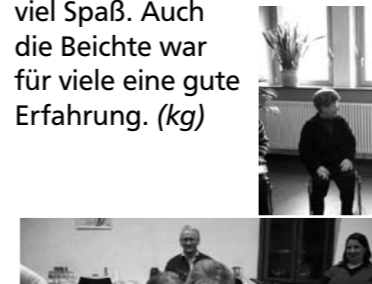 viel Spaß. Auch
die Beichte war
für viele eine gute
Erfahrung. (kg)